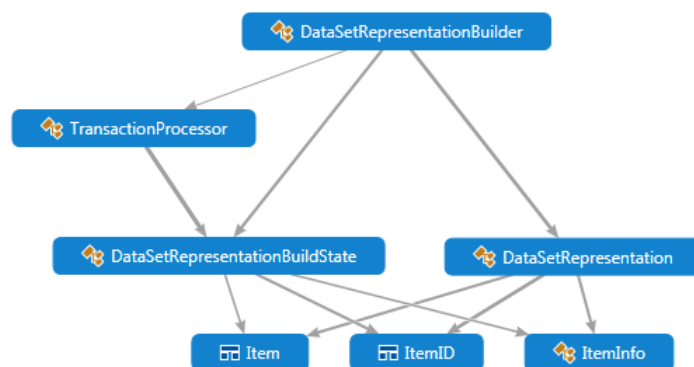 DataSetRepresentationBuilder
TransactionProcessor
DataSetRepresentationBuildState
DataSetRepresentation
Item
ItemID
ItemInfo